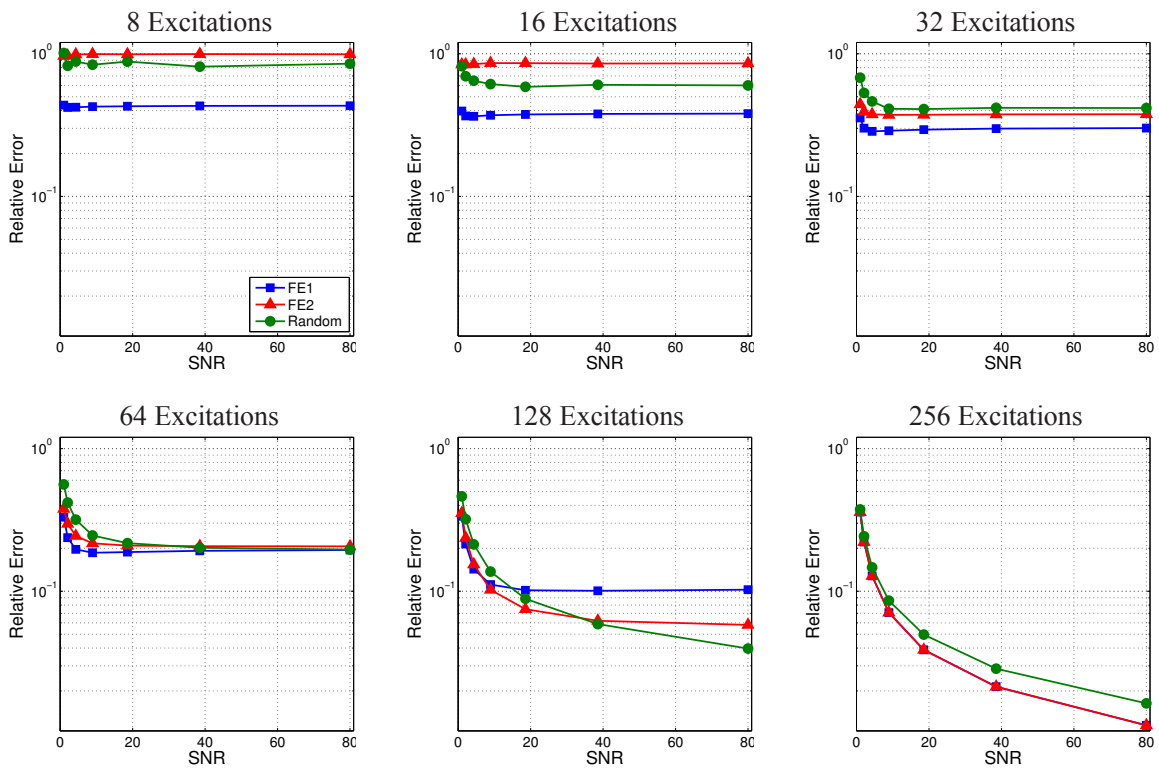 8 Excitations
10^0
10^-1
Relative Error
FE1
FE2
Random
0 20 40 60 80
SNR
16 Excitations
10^0
10^-1
Relative Error
0 20 40 60 80
SNR
32 Excitations
10^0
10^-1
Relative Error
0 20 40 60 80
SNR
64 Excitations
10^0
10^-1
Relative Error
0 20 40 60 80
SNR
128 Excitations
10^0
10^-1
Relative Error
0 20 40 60 80
SNR
256 Excitations
10^0
10^-1
Relative Error
0 20 40 60 80
SNR